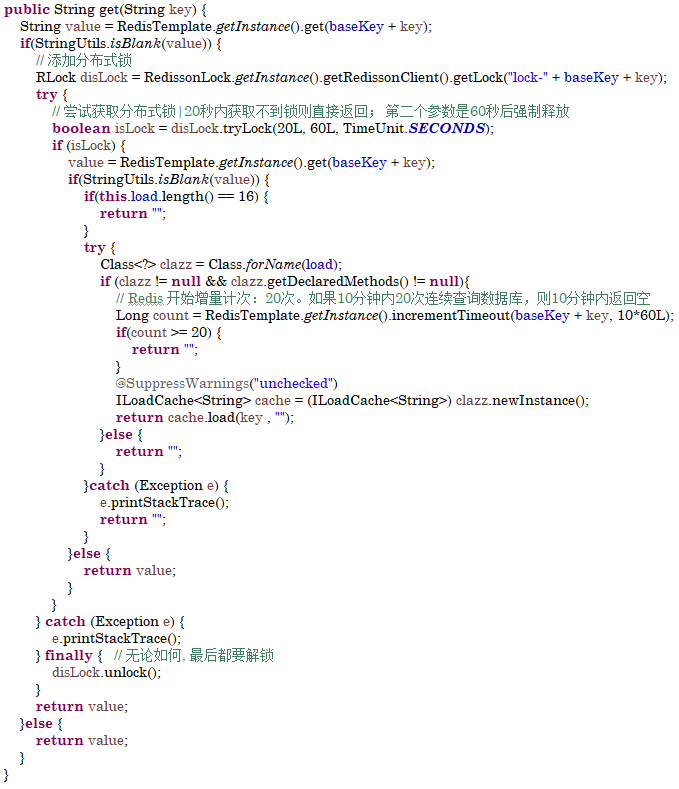 public String get(String key) {
String value = RedisTemplate.getInstance().get(baseKey + key);
if(StringUtils.isBlank(value)) {
// 添加分布式锁
RLock disLock = RedissonLock.getInstance().getRedissonClient().getLock("lock-" + baseKey + key);
try {
// 尝试获取分布式锁|20秒内获取不到锁则直接返回； 第二个参数是60秒后强制释放
boolean isLock = disLock.tryLock(20L, 60L, TimeUnit.SECONDS);
if (isLock) {
value = RedisTemplate.getInstance().get(baseKey + key);
if(StringUtils.isBlank(value)) {
if(this.load.length() == 16) {
return "";
}
try {
Class<?> clazz = Class.forName(load);
if (clazz != null && clazz.getDeclaredMethods() != null){
// Redis 开始增量计次：20次。如果10分钟内20次连续查询数据库，则10分钟内返回空
Long count = RedisTemplate.getInstance().incrementTimeout(baseKey + key, 10*60L);
if(count >= 20) {
return "";
}
@SuppressWarnings("unchecked")
ILoadCache<String> cache = (ILoadCache<String>) clazz.newInstance();
return cache.load(key , "");
}else {
return "";
}
}catch (Exception e) {
e.printStackTrace();
return "";
}
}else {
return value;
}
}
} catch (Exception e) {
e.printStackTrace();
} finally { // 无论如何, 最后都要解锁
disLock.unlock();
}
return value;
}else {
return value;
}
}